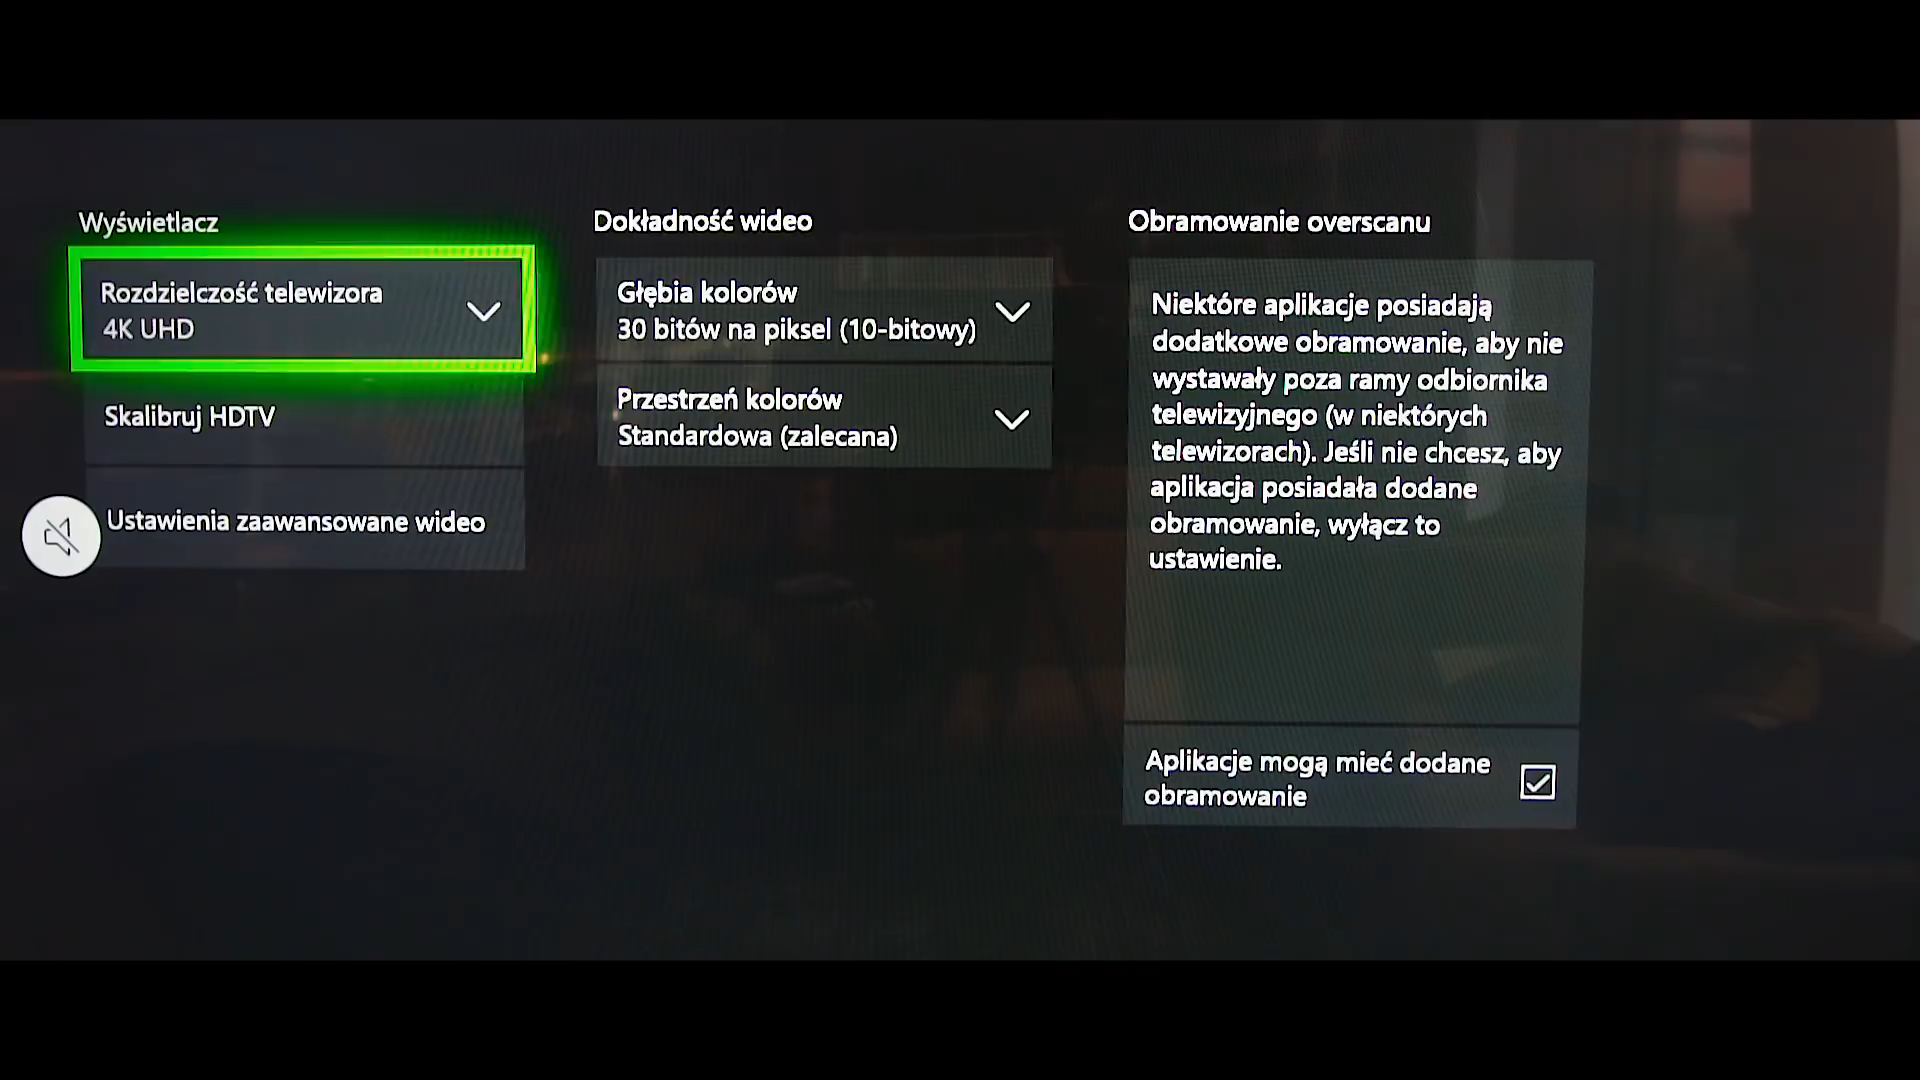 Wyświetlacz
Rozdzielczość telewizora
4K UHD
Skalibruj HDTV
Ustawienia zaawansowane wideo
Dokładność wideo
Głębia kolorów
30 bitów na piksel (10-bitowy)
Przestrzeń kolorów
Standardowa (zalecana)
Obramowanie overscanu
Niektóre aplikacje posiadają
dodatkowe obramowanie, aby nie
wystawały poza ramy odbiornika
telewizyjnego (w niektórych
telewizorach). Jeśli nie chcesz, aby
aplikacja posiadała dodane
obramowanie, wyłącz to
ustawienie.
Aplikacje mogą mieć dodane
obramowanie